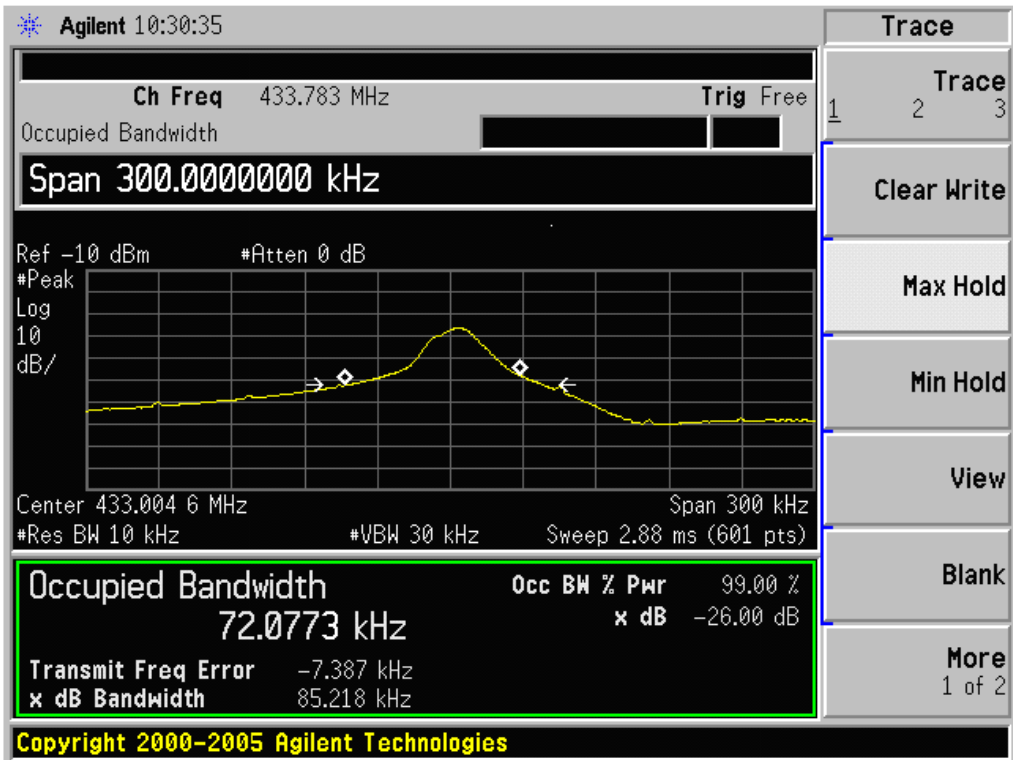 Agilent 10:30:35
Trace
Ch Freq 433.783 MHz Trig Free
Occupied Bandwidth
Trace
1 2 3
Span 300.0000000 kHz
Clear Write
Ref -10 dBm #Atten 0 dB
#Peak
Log
10
dB/
Max Hold
Min Hold
View
Center 433.004 6 MHz Span 300 kHz
#Res BW 10 kHz #VBW 30 kHz Sweep 2.88 ms (601 pts)
Blank
Occupied Bandwidth Occ BW % Pwr 99.00 %
72.0773 kHz x dB -26.00 dB
Transmit Freq Error -7.387 kHz
x dB Bandwidth 85.218 kHz
More
1 of 2
Copyright 2000-2005 Agilent Technologies